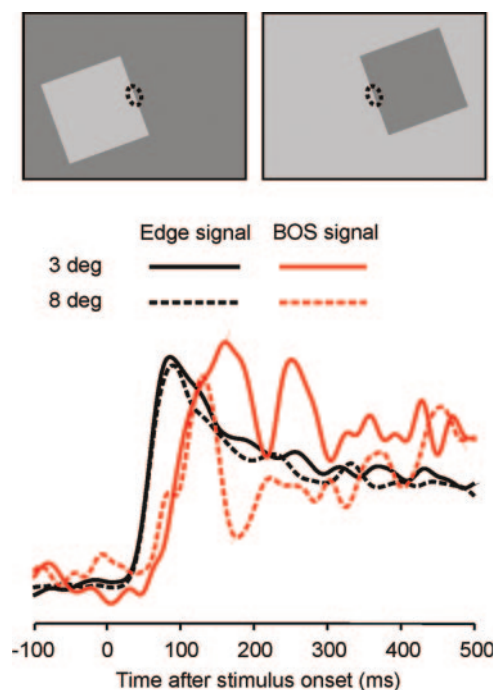 Edge signal BOS signal
3 deg
8 deg
-100 0 100 200 300 400 500
Time after stimulus onset (ms)